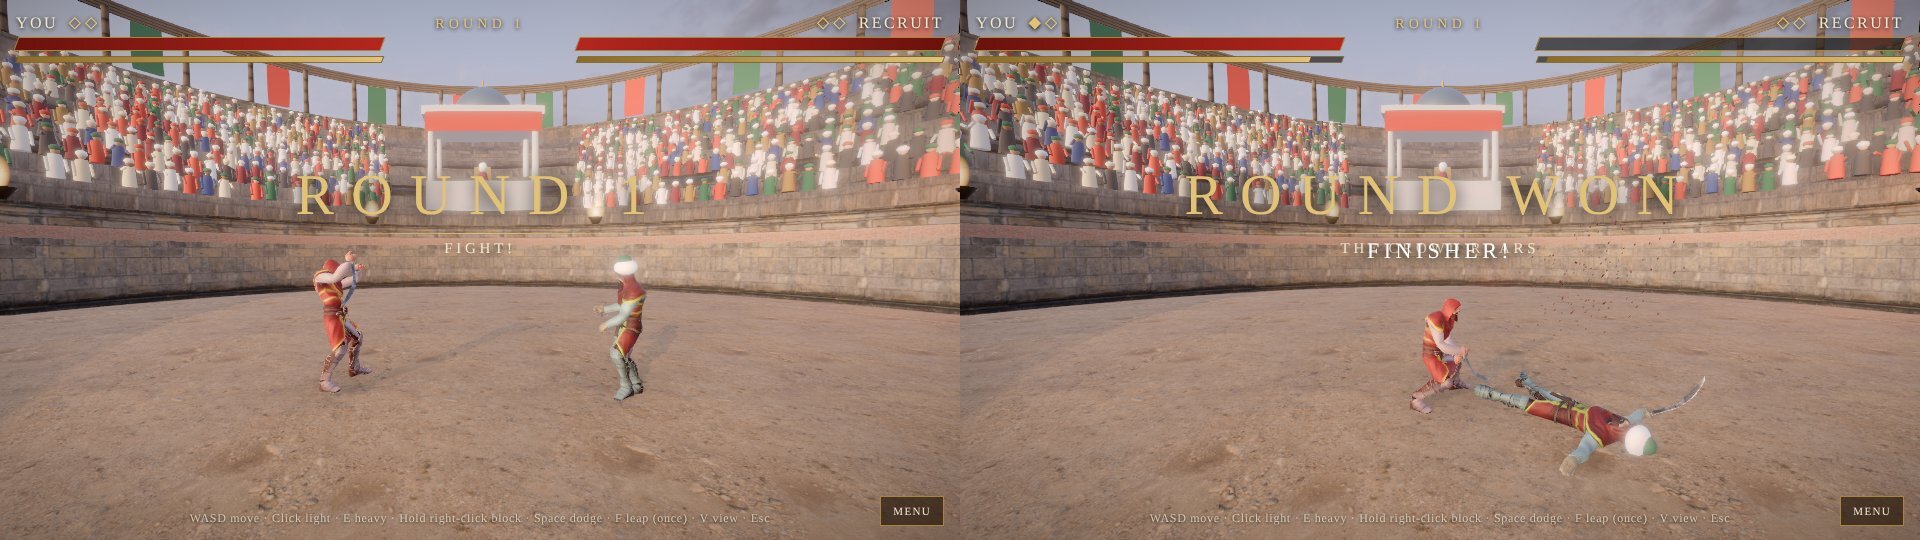 YOU
ROUND 1
RECRUIT
ROUND 1
FIGHT!
WASD move · Click light · E heavy · Hold right-click block · Space dodge · F leap (once) · V view · Esc
MENU
YOU
ROUND 1
RECRUIT
ROUND WON
FINISHER!
WASD move · Click light · E heavy · Hold right-click block · Space dodge · F leap (once) · V view · Esc
MENU